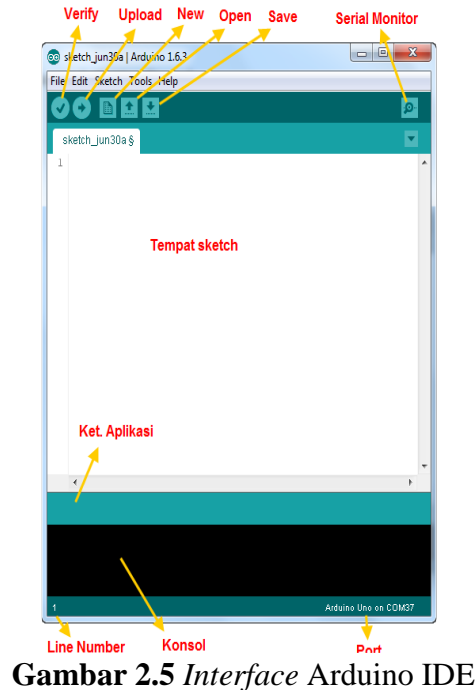 Verify Upload New Open Save Serial Monitor
sketch_jun30a | Arduino 1.6.3
File Edit Sketch Tools Help
sketch_jun30a §
1
Tempat sketch
Ket. Aplikasi
1 Arduino Uno on COM37
Line Number Konsol Port
Gambar 2.5 Interface Arduino IDE